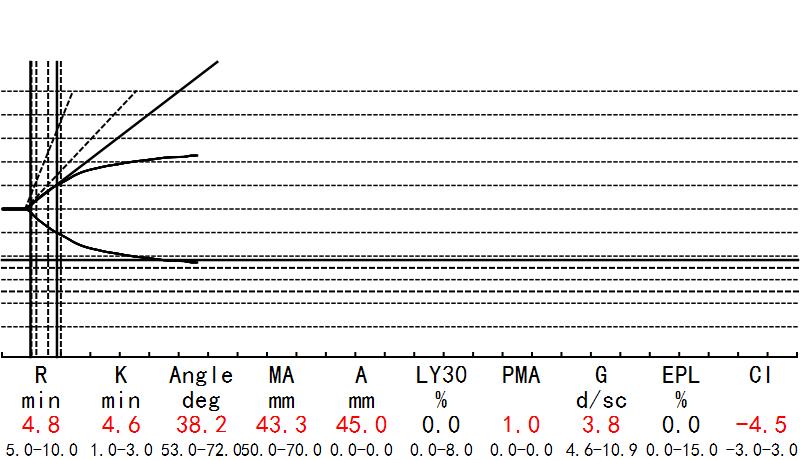 R K Angle MA A LY30 PMA G EPL CI
min min deg mm mm % d/sc %
4.8 4.6 38.2 43.3 45.0 0.0 1.0 3.8 0.0 -4.5
5.0-10.0 1.0-3.0 53.0-72.0 50.0-70.0 0.0-0.0 0.0-8.0 0.0-0.0 4.6-10.9 0.0-15.0 -3.0-3.0